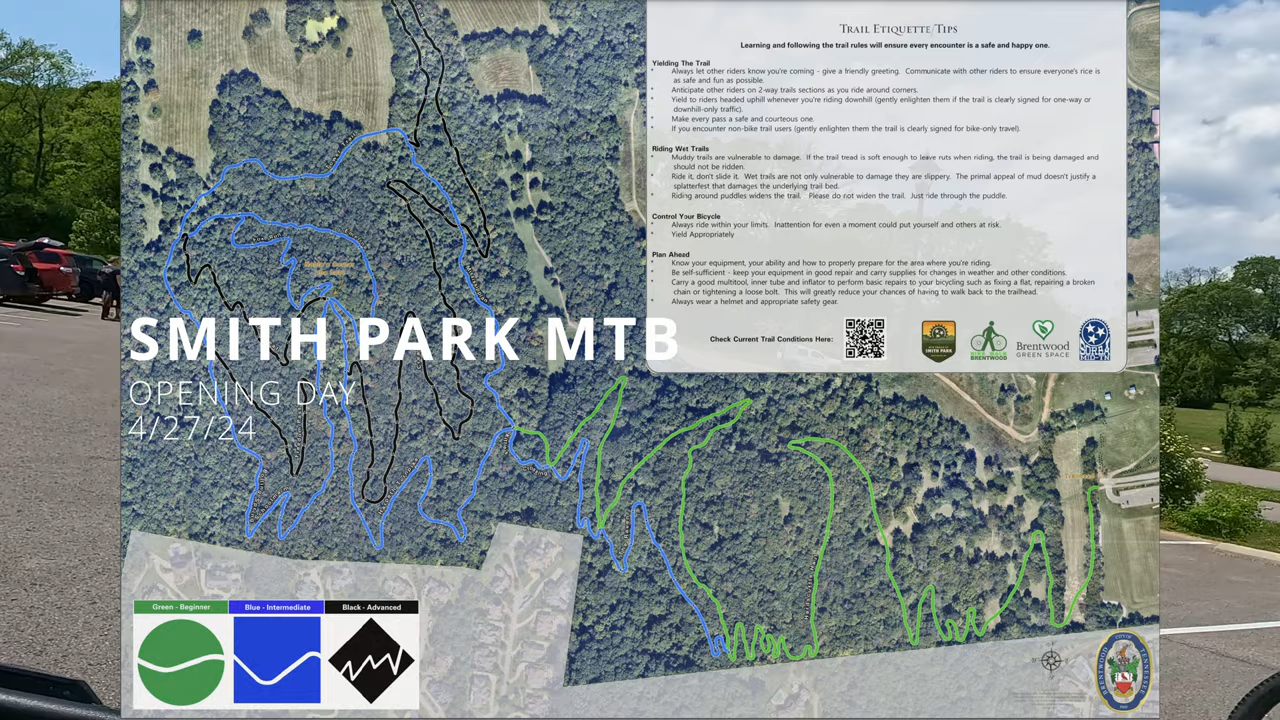 TRAIL ETIQUETTE/TIPS
Learning and following the trail rules will ensure every encounter is a safe and happy one.
Yielding The Trail
* Always let other riders know you're coming - give a friendly greeting. Communicate with other riders to ensure everyone's rice is
as safe and fun as possible.
* Anticipate other riders on 2-way trails sections as you ride around corners.
* Yield to riders headed uphill whenever you're riding downhill (gently enlighten them if the trail is clearly signed for one-way or
downhill-only traffic).
* Make every pass a safe and courteous one.
* If you encounter non-bike trail users (gently enlighten them the trail is clearly signed for bike-only travel).
Riding Wet Trails
* Muddy trails are vulnerable to damage. If the trail tread is soft enough to leave ruts when riding, the trail is being damaged and
should not be ridden.
* Ride it, don't slide it. Wet trails are not only vulnerable to damage they are slippery. The primal appeal of mud doesn't justify a
splatterfest that damages the underlying trail bed.
* Riding around puddles widens the trail. Please do not widen the trail. Just ride through the puddle.
Control Your Bicycle
* Always ride within your limits. Inattention for even a moment could put yourself and others at risk.
* Yield Appropriately
Plan Ahead
* Know your equipment, your ability and how to properly prepare for the area where you're riding.
* Be self-sufficient - keep your equipment in good repair and carry supplies for changes in weather and other conditions.
* Carry a good multitool, inner tube and inflator to perform basic repairs to your bicycling such as fixing a flat, repairing a broken
chain or tightening a loose bolt. This will greatly reduce your chances of having to walk back to the trailhead.
* Always wear a helmet and appropriate safety gear.
Check Current Trail Conditions Here:
SMITH PARK
BIKE WALK
BRENTWOOD
Brentwood
GREEN SPACE
SORBA
MID-TN
SMITH PARK MTB
OPENING DAY
4/27/24
Green - Beginner
Blue - Intermediate
Black - Advanced
CITY OF
BRENTWOOD
TENNESSEE